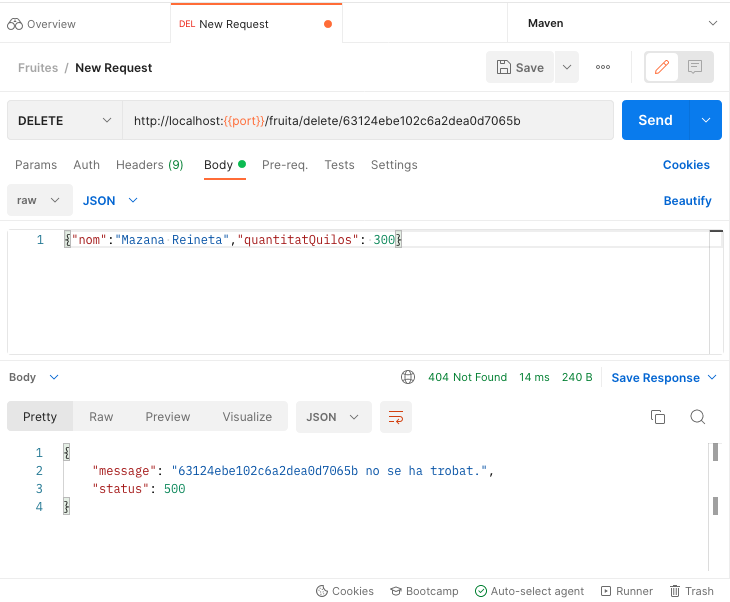 Overview
DEL New Request
Maven
Fruites / New Request
Save
DELETE
http://localhost:{{port}}/fruita/delete/63124ebe102c6a2dea0d7065b
Send
Params Auth Headers (9) Body Pre-req. Tests Settings Cookies
raw JSON Beautify
1 {"nom":"Mazana Reineta","quantitatQuilos": 300}
Body 404 Not Found 14 ms 240 B Save Response
Pretty Raw Preview Visualize JSON
1 {
2 "message": "63124ebe102c6a2dea0d7065b no se ha trobat.",
3 "status": 500
4 }
Cookies Bootcamp Auto-select agent Runner Trash